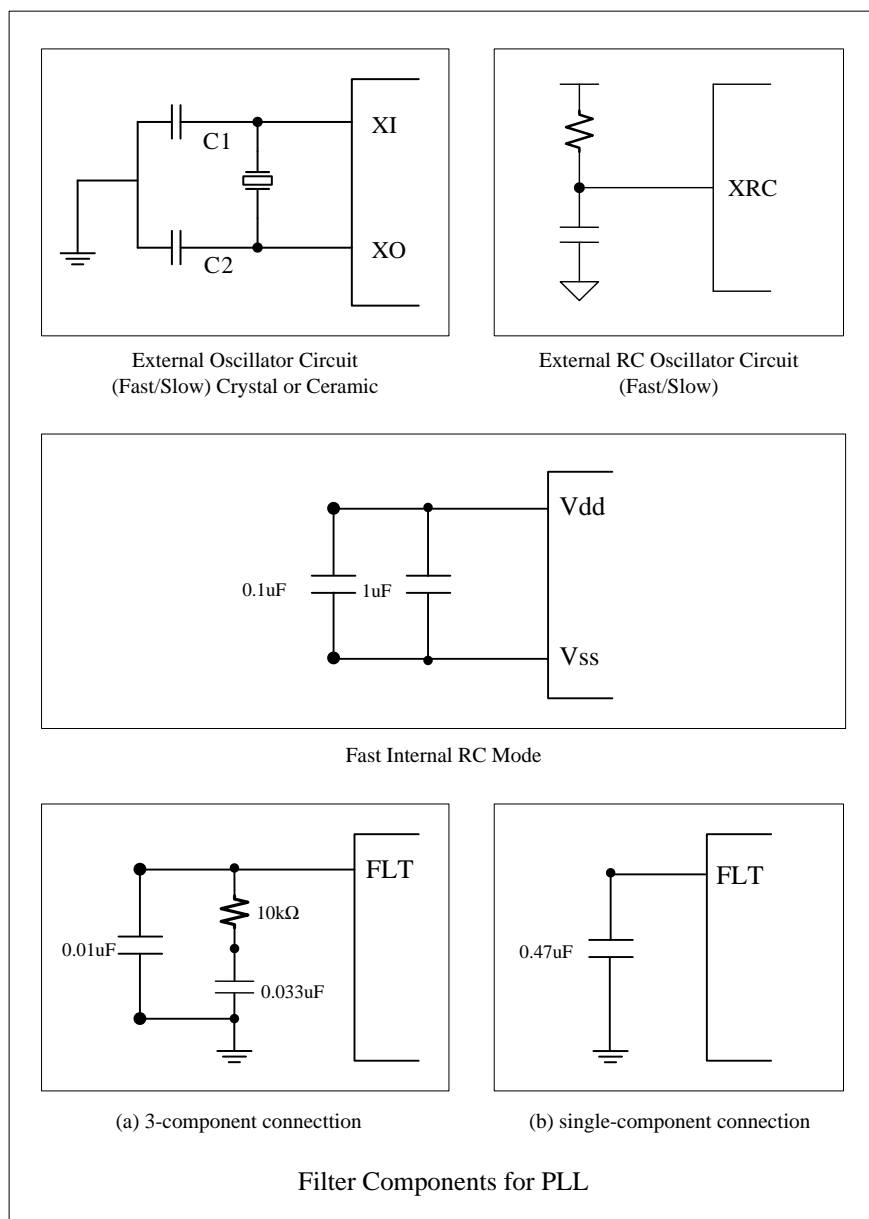 XI
C1
C2
XO
XRC
External Oscillator Circuit
(Fast/Slow) Crystal or Ceramic
External RC Oscillator Circuit
(Fast/Slow)
Vdd
0.1uF
1uF
Vss
Fast Internal RC Mode
FLT
10kΩ
0.01uF
0.033uF
FLT
0.47uF
(a) 3-component connecttion
(b) single-component connection
Filter Components for PLL